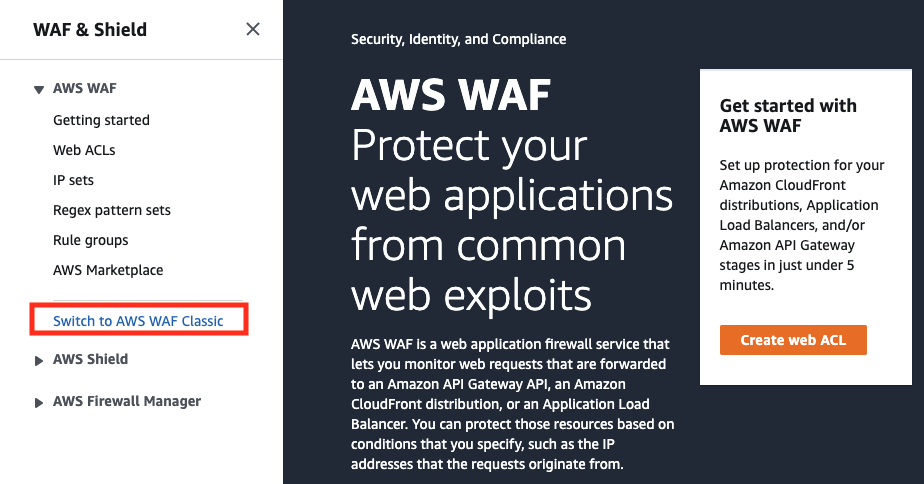 WAF & Shield
AWS WAF
Getting started
Web ACLs
IP sets
Regex pattern sets
Rule groups
AWS Marketplace
Switch to AWS WAF Classic
AWS Shield
AWS Firewall Manager
Security, Identity, and Compliance
AWS WAF
Protect your
web applications
from common
web exploits
AWS WAF is a web application firewall service that
lets you monitor web requests that are forwarded
to an Amazon API Gateway API, an Amazon
CloudFront distribution, or an Application Load
Balancer. You can protect those resources based on
conditions that you specify, such as the IP
addresses that the requests originate from.
Get started with
AWS WAF
Set up protection for your
Amazon CloudFront
distributions, Application
Load Balancers, and/or
Amazon API Gateway
stages in just under 5
minutes.
Create web ACL